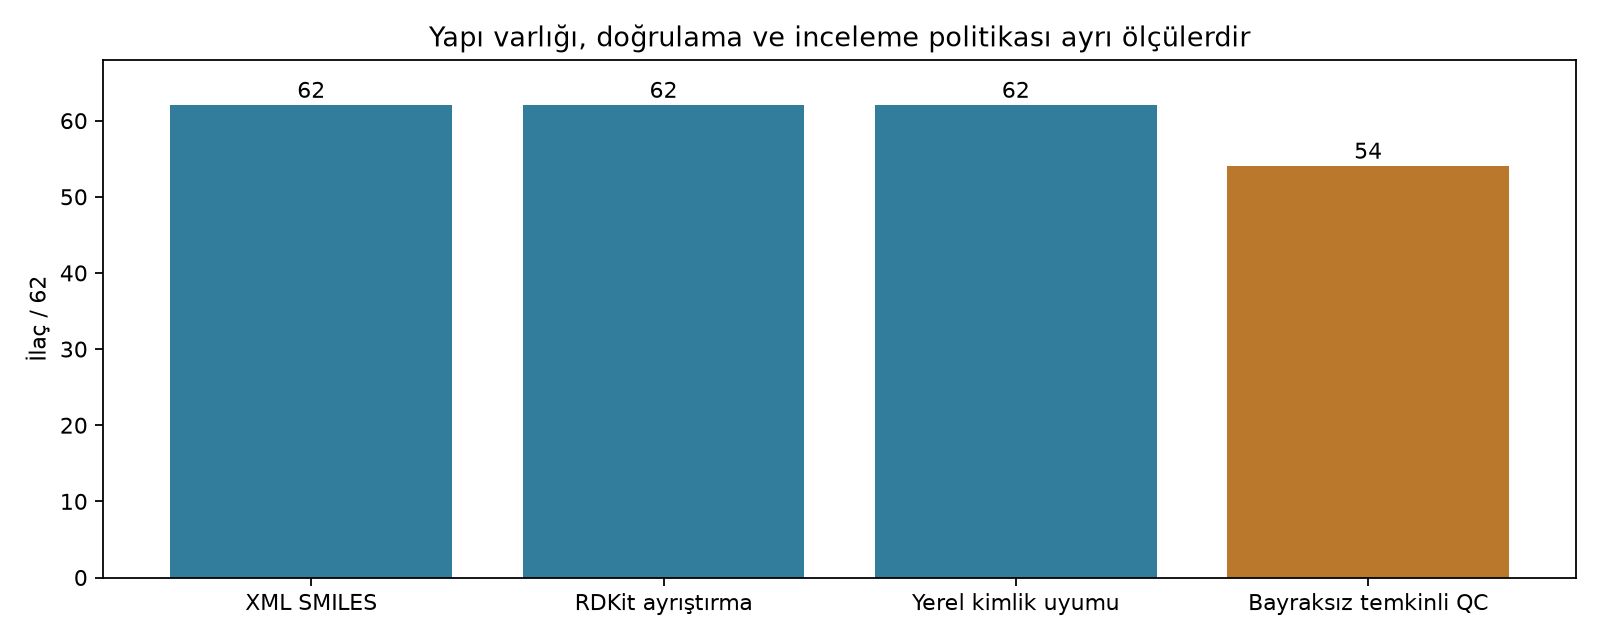 Yapı varlığı, doğrulama ve inceleme politikası ayrı ölçülerdir
62
62
62
54
60
50
40
30
20
10
0
İlaç / 62
XML SMILES
RDKit ayrıştırma
Yerel kimlik uyumu
Bayraksız temkinli QC